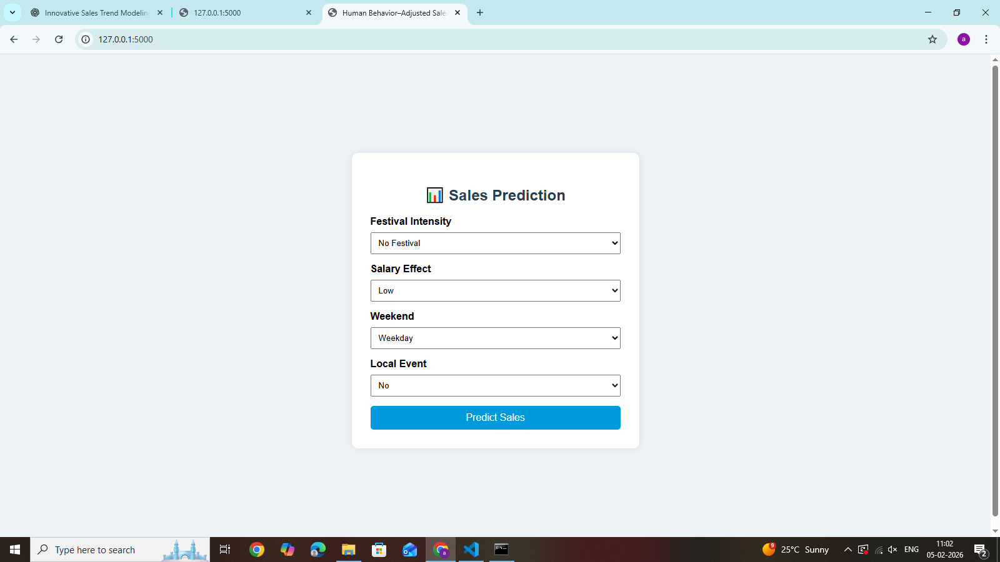 Innovative Sales Trend Modeling
127.0.0.1:5000
Human Behavior–Adjusted Sale
127.0.0.1:5000
a
Sales Prediction
Festival Intensity
No Festival
Salary Effect
Low
Weekend
Weekday
Local Event
No
Predict Sales
Type here to search
a
9
25°C Sunny
ENG
11:02
05-02-2026
2